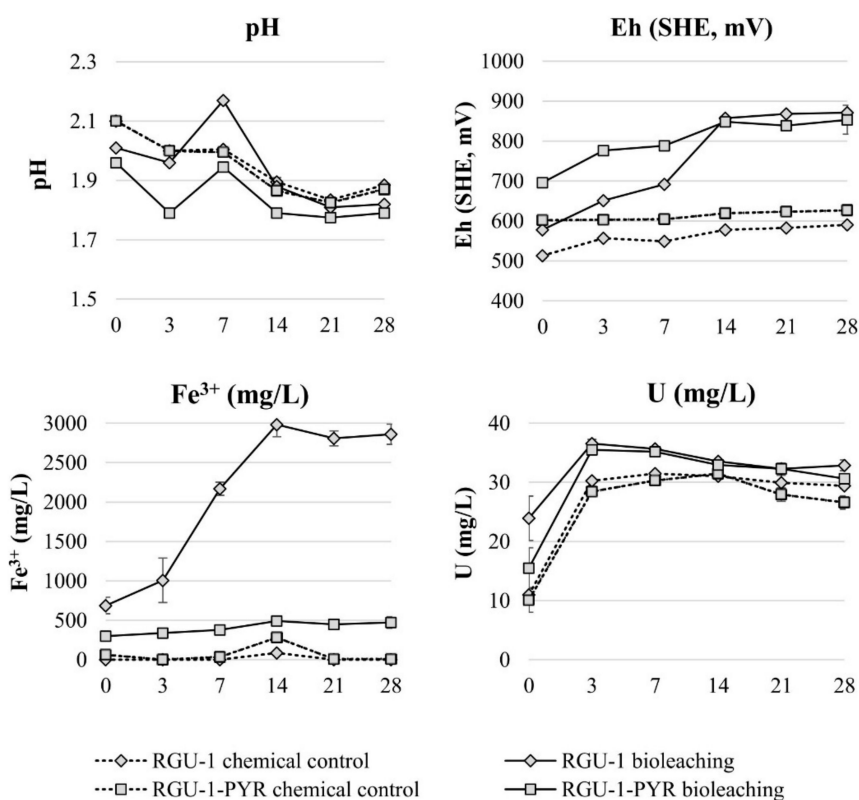 pH
2.3
2.1
1.9
1.7
1.5
pH
0 3 7 14 21 28
Eh (SHE, mV)
1000
900
800
700
600
500
400
Eh (SHE, mV)
0 3 7 14 21 28
Fe³⁺ (mg/L)
3000
2500
2000
1500
1000
500
0
Fe³⁺ (mg/L)
0 3 7 14 21 28
U (mg/L)
40
30
20
10
0
U (mg/L)
0 3 7 14 21 28
RGU-1 chemical control
RGU-1-PYR chemical control
RGU-1 bioleaching
RGU-1-PYR bioleaching